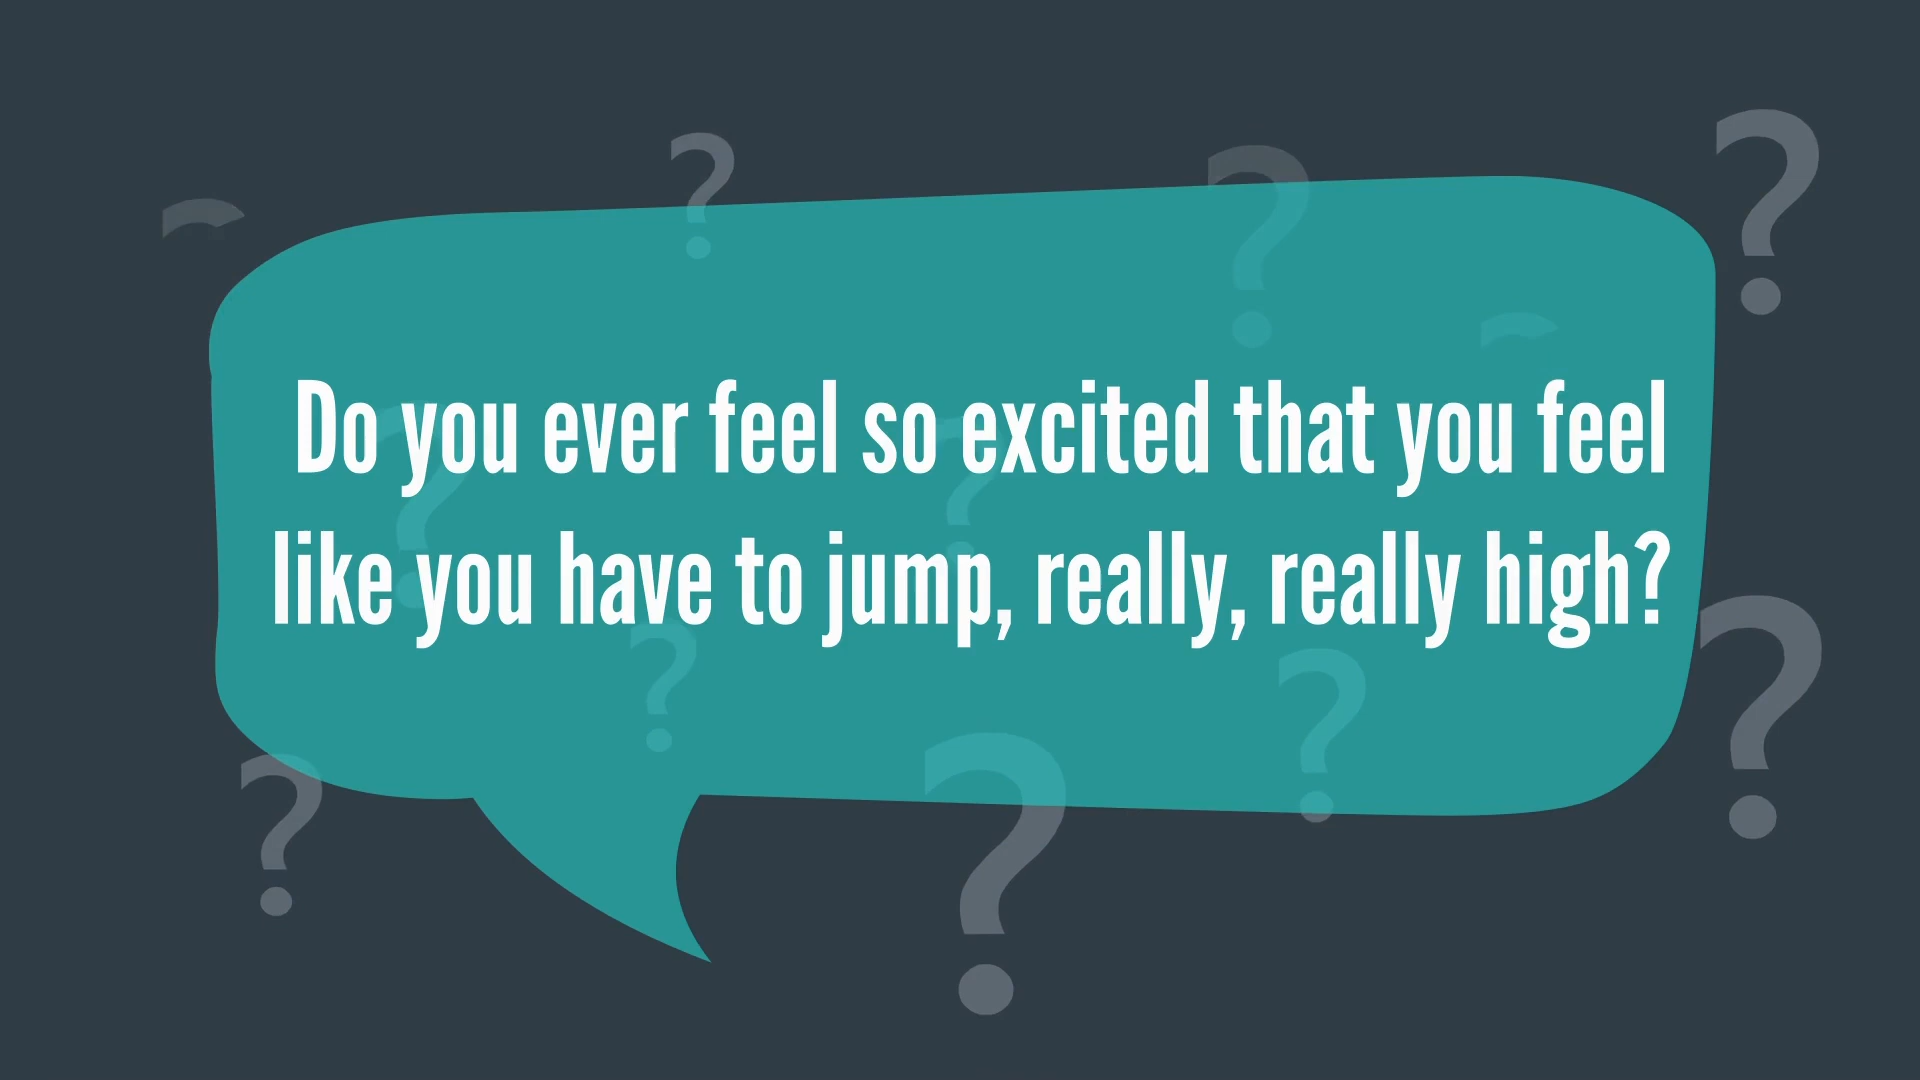 Do you ever feel so excited that you feel
like you have to jump, really, really high?